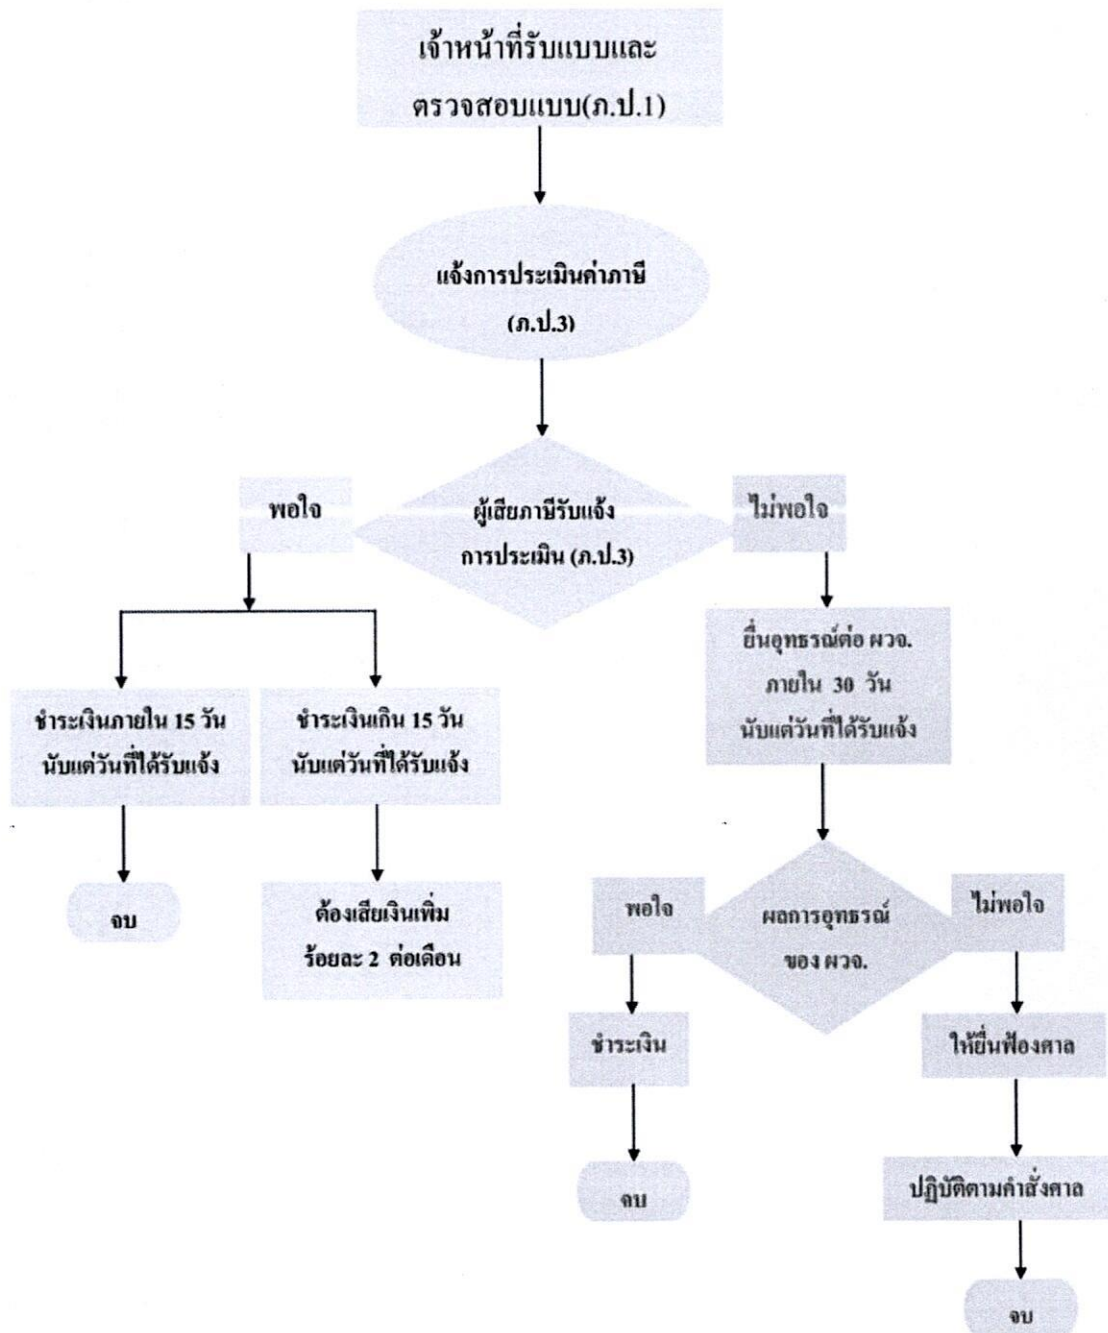 เจ้าหน้าที่รับแบบและ
ตรวจสอบแบบ(ภ.ป.1)
แจ้งการประเมินค่าภาษี
(ภ.ป.3)
พอใจ
ผู้เสียภาษีรับแจ้ง
การประเมิน (ภ.ป.3)
ไม่พอใจ
ชำระเงินภายใน 15 วัน
นับแต่วันที่ได้รับแจ้ง
ชำระเงินเกิน 15 วัน
นับแต่วันที่ได้รับแจ้ง
ยื่นอุทธรณ์ต่อ ผวจ.
ภายใน 30 วัน
นับแต่วันที่ได้รับแจ้ง
จบ
ต้องเสียเงินเพิ่ม
ร้อยละ 2 ต่อเดือน
พอใจ
ผลการอุทธรณ์
ของ ผวจ.
ไม่พอใจ
ชำระเงิน
จบ
ให้ยื่นฟ้องศาล
ปฏิบัติตามคำสั่งศาล
จบ